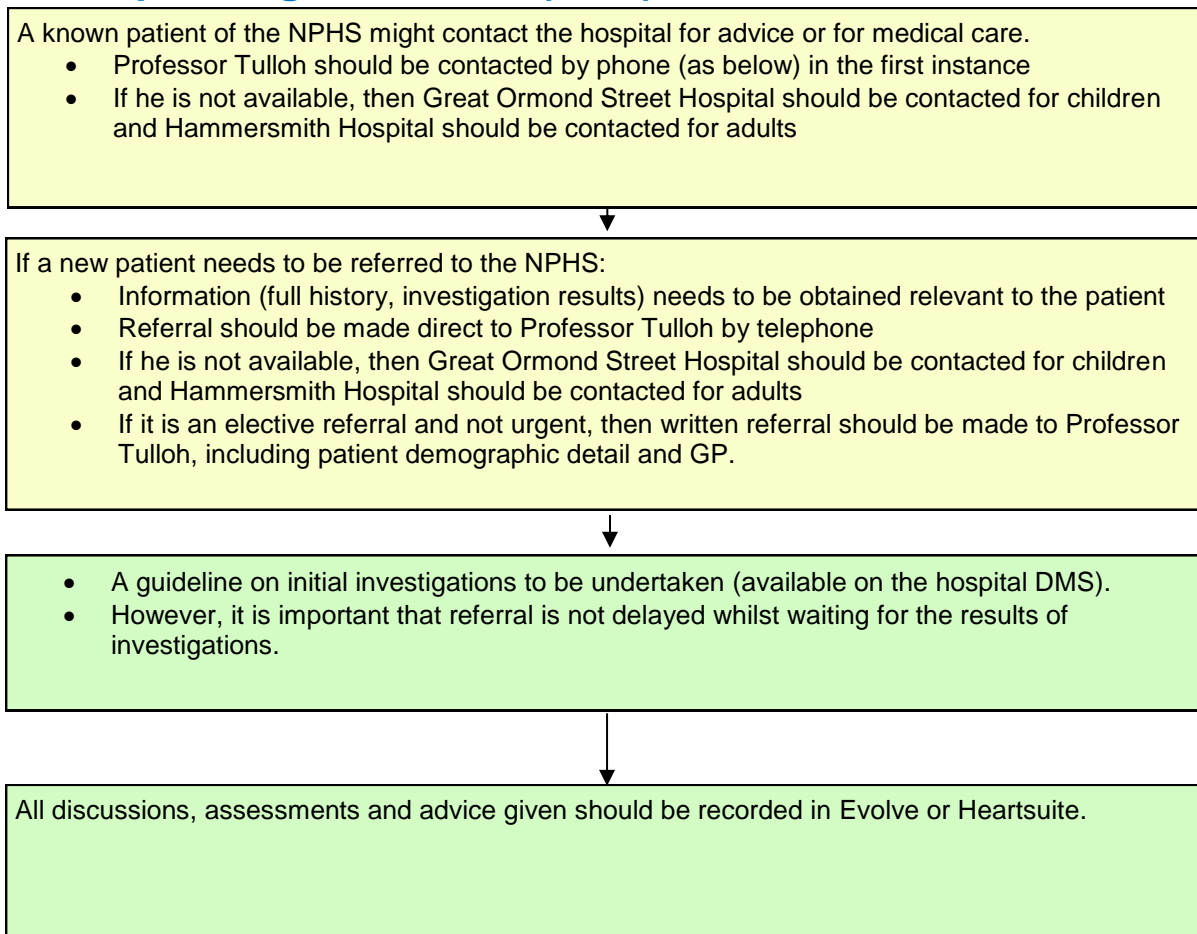 A known patient of the NPHS might contact the hospital for advice or for medical care.
• Professor Tulloh should be contacted by phone (as below) in the first instance
• If he is not available, then Great Ormond Street Hospital should be contacted for children
and Hammersmith Hospital should be contacted for adults
If a new patient needs to be referred to the NPHS:
• Information (full history, investigation results) needs to be obtained relevant to the patient
• Referral should be made direct to Professor Tulloh by telephone
• If he is not available, then Great Ormond Street Hospital should be contacted for children
and Hammersmith Hospital should be contacted for adults
• If it is an elective referral and not urgent, then written referral should be made to Professor
Tulloh, including patient demographic detail and GP.
• A guideline on initial investigations to be undertaken (available on the hospital DMS).
• However, it is important that referral is not delayed whilst waiting for the results of
investigations.
All discussions, assessments and advice given should be recorded in Evolve or Heartsuite.